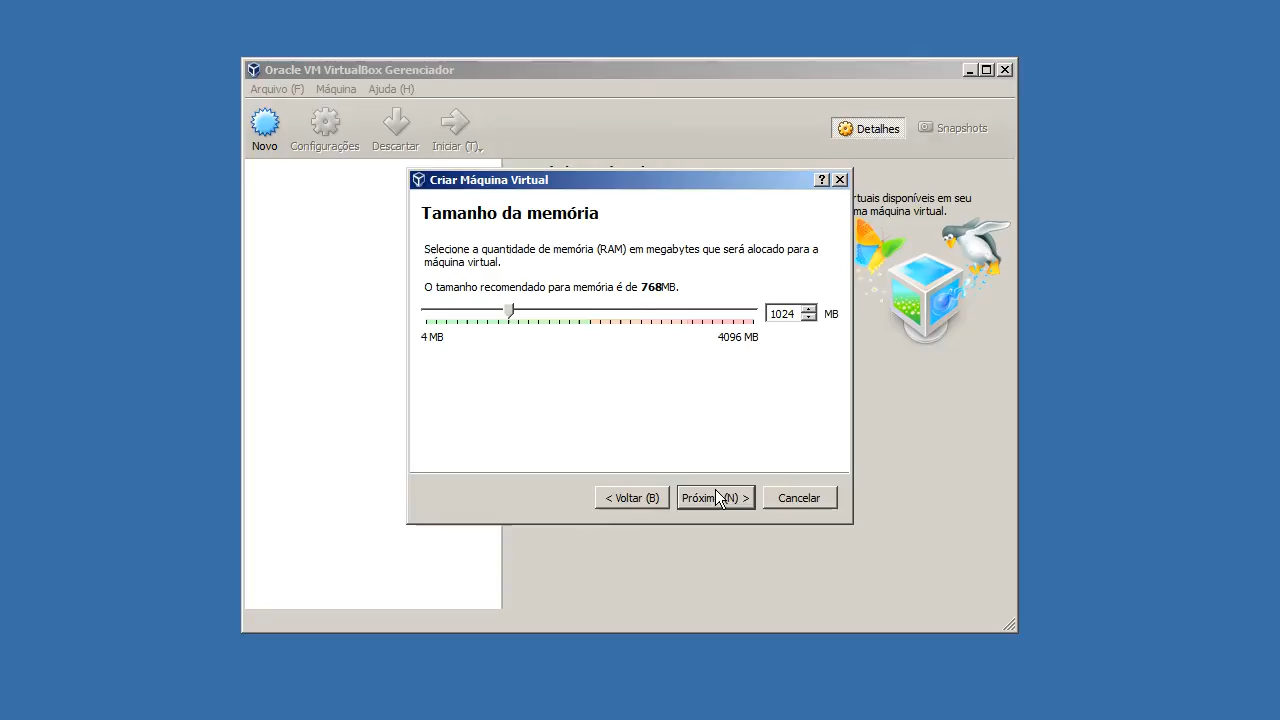 Oracle VM VirtualBox Gerenciador
Arquivo (F) Máquina Ajuda (H)
Novo Configurações Descartar Iniciar (T)
Detalhes Snapshots
Criar Máquina Virtual
rtuais disponíveis em seu
ma máquina virtual.
Tamanho da memória
Selecione a quantidade de memória (RAM) em megabytes que será alocado para a
máquina virtual.
O tamanho recomendado para memória é de 768MB.
1024 MB
4 MB 4096 MB
< Voltar (B) Próximo (N) > Cancelar